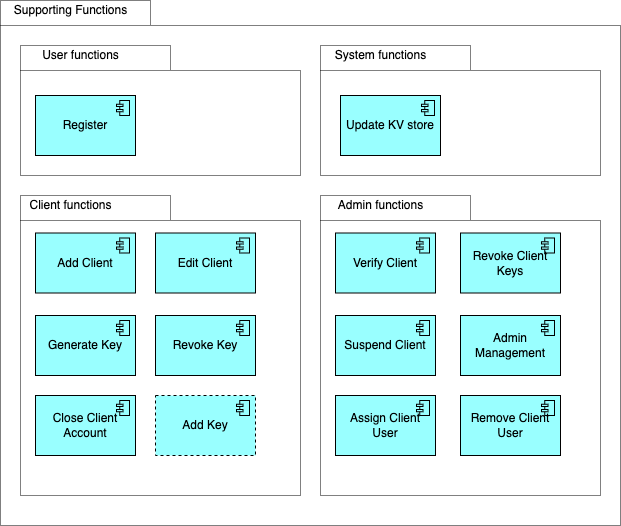 Supporting Functions
User functions
Register
System functions
Update KV store
Client functions
Add Client
Edit Client
Generate Key
Revoke Key
Close Client
Account
Add Key
Admin functions
Verify Client
Revoke Client
Keys
Suspend Client
Admin
Management
Assign Client
User
Remove Client
User